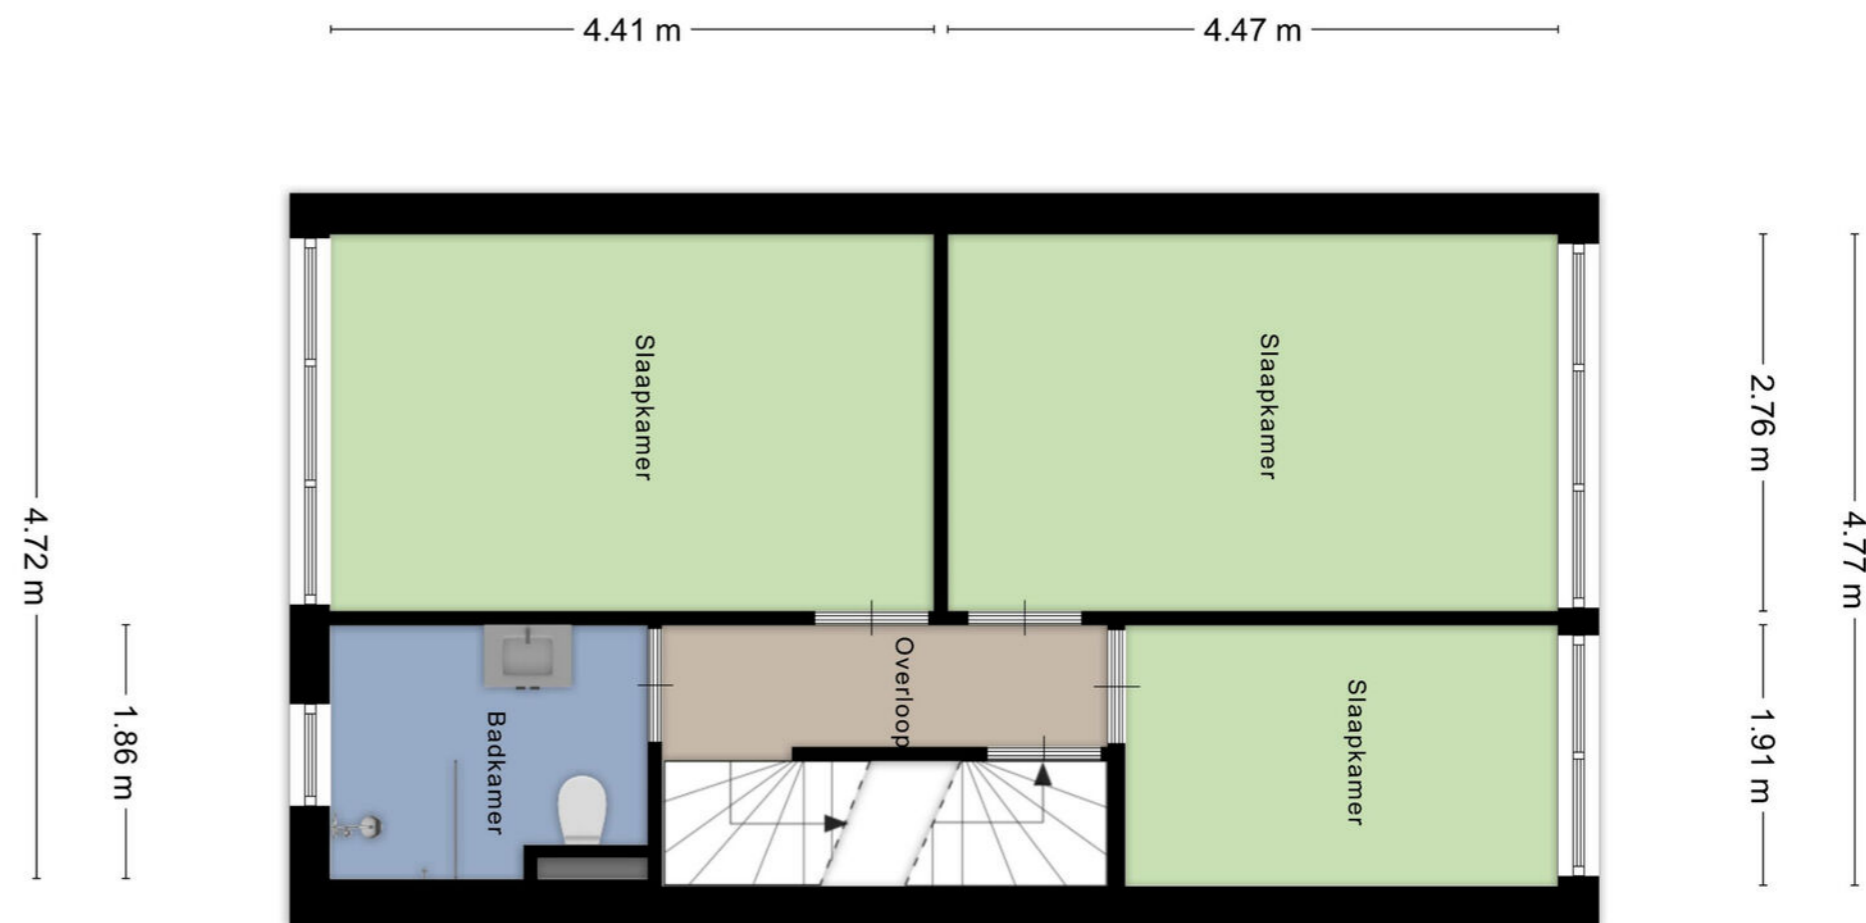 4.41 m
4.47 m
Slaapkamer
Slaapkamer
2.76 m
4.72 m
4.77 m
Overloop
Badkamer
Slaapkamer
1.86 m
1.91 m